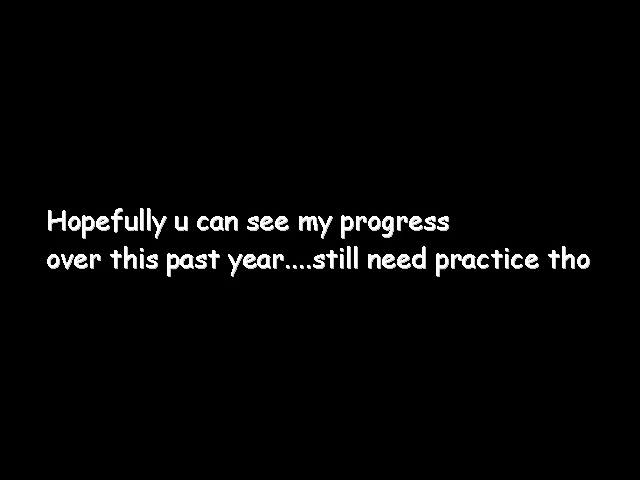 Hopefully u can see my progress
over this past year....still need practice tho